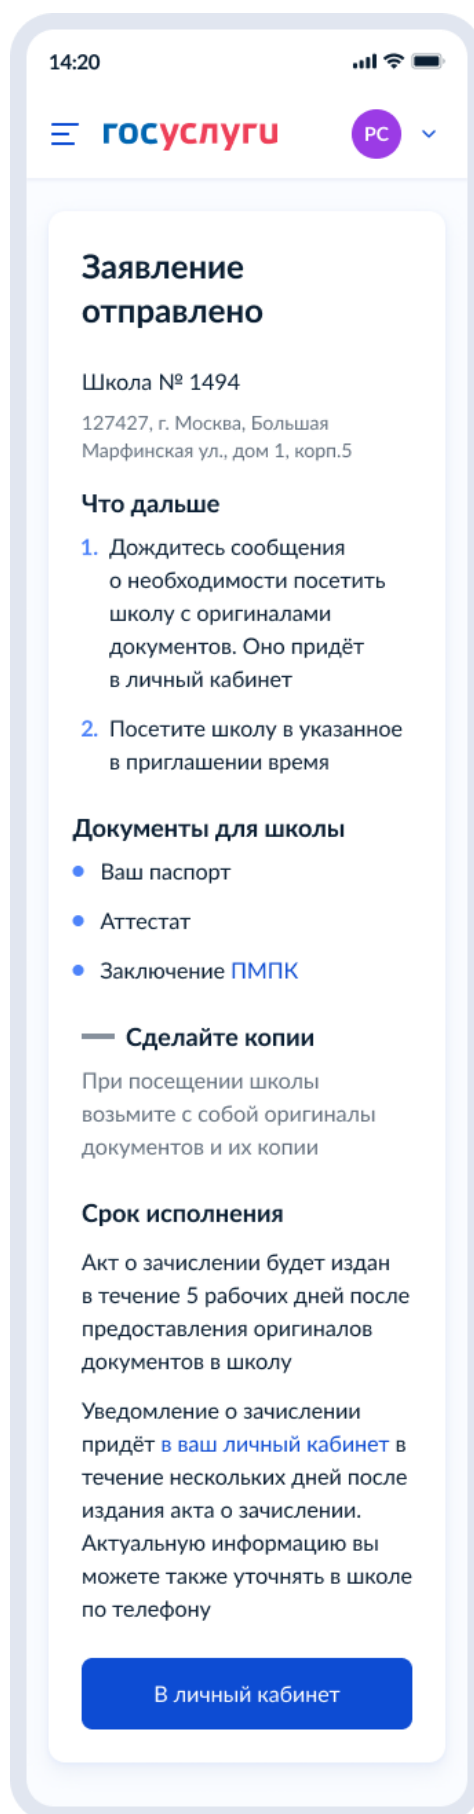 14:20
госуслуги
РС
Заявление
отправлено
Школа № 1494
127427, г. Москва, Большая
Марфинская ул., дом 1, корп.5
Что дальше
1. Дождитесь сообщения
о необходимости посетить
школу с оригиналами
документов. Оно придёт
в личный кабинет
2. Посетите школу в указанное
в приглашении время
Документы для школы
Ваш паспорт
Аттестат
Заключение ПМПК
Сделайте копии
При посещении школы
возьмите с собой оригиналы
документов и их копии
Срок исполнения
Акт о зачислении будет издан
в течение 5 рабочих дней после
предоставления оригиналов
документов в школу
Уведомление о зачислении
придёт в ваш личный кабинет в
течение нескольких дней после
издания акта о зачислении.
Актуальную информацию вы
можете также уточнять в школе
по телефону
В личный кабинет